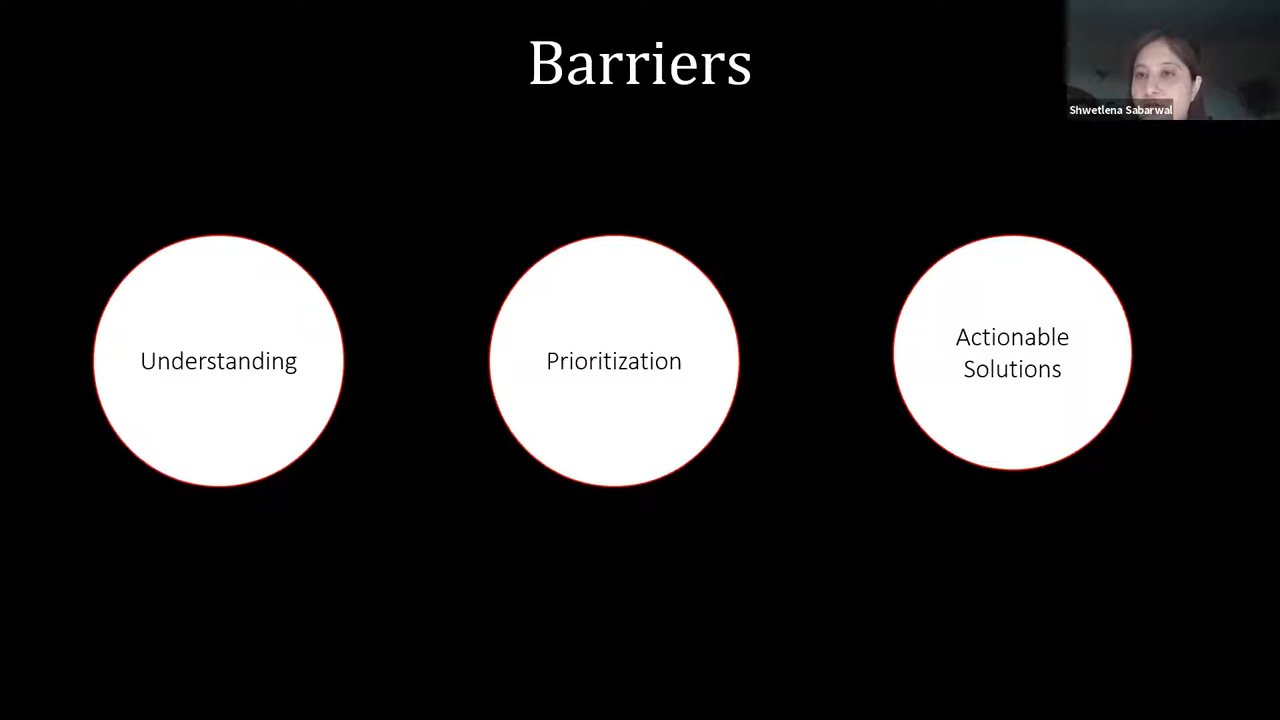 Barriers
Shwetlena Sabarwal
Understanding
Prioritization
Actionable
Solutions